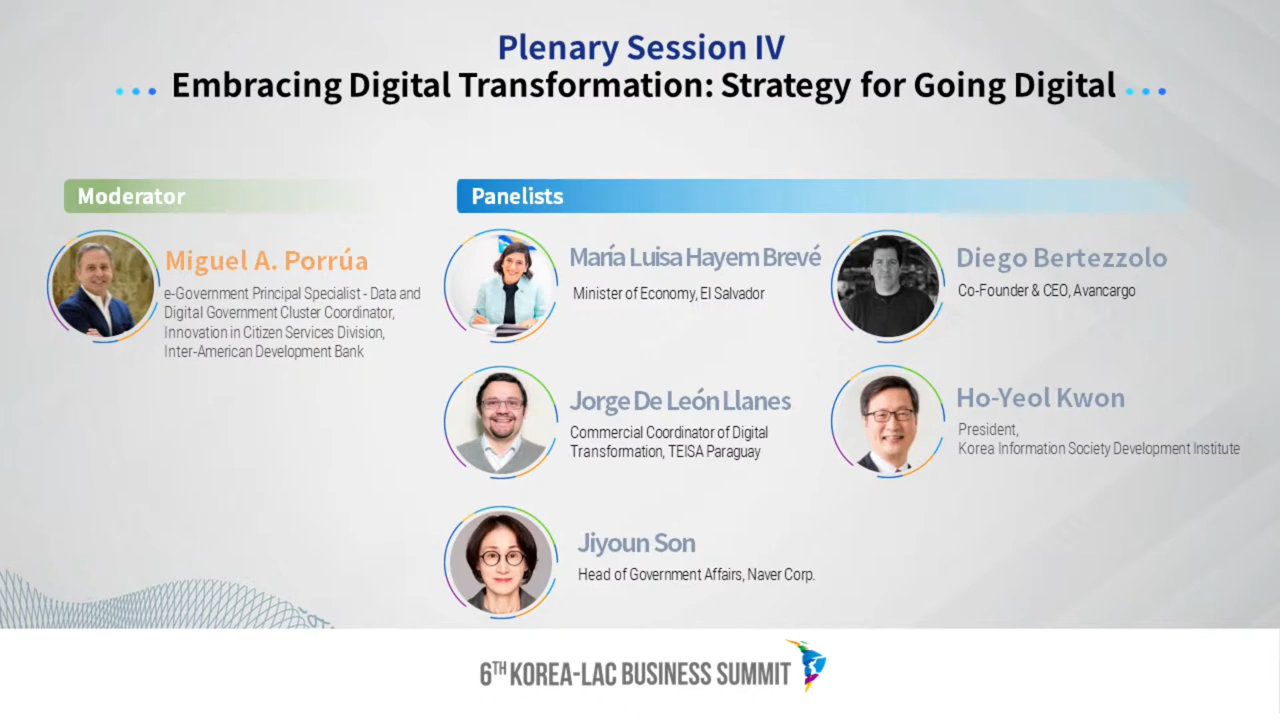 Plenary Session IV
Embracing Digital Transformation: Strategy for Going Digital
Moderator
Miguel A. Porrúa
e-Government Principal Specialist - Data and
Digital Government Cluster Coordinator,
Innovation in Citizen Services Division,
Inter-American Development Bank
Panelists
María Luisa Hayem Brevé
Minister of Economy, El Salvador
Diego Bertezzolo
Co-Founder & CEO, Avancargo
Jorge De León Llanes
Commercial Coordinator of Digital
Transformation, TEISA Paraguay
Ho-Yeol Kwon
President,
Korea Information Society Development Institute
Jiyoun Son
Head of Government Affairs, Naver Corp.
6TH KOREA-LAC BUSINESS SUMMIT